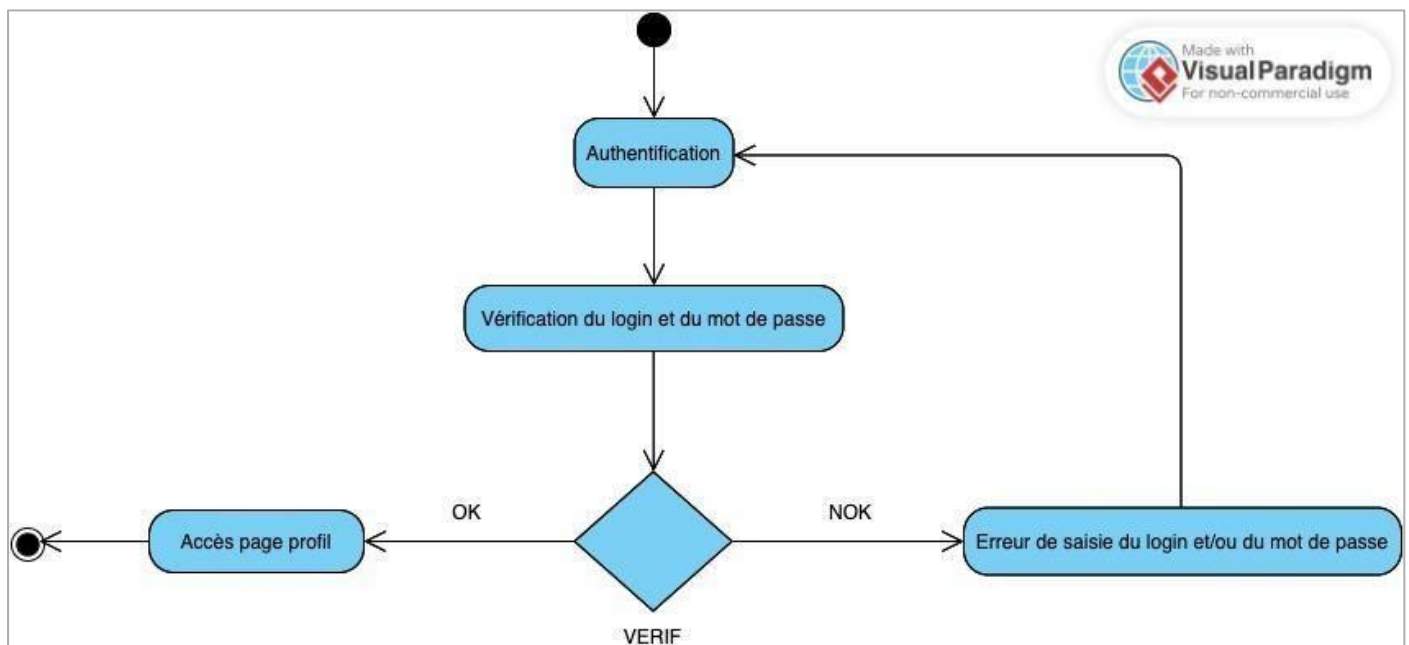 Made with
Visual Paradigm
For non-commercial use
Authentification
Vérification du login et du mot de passe
OK
NOK
Accès page profil
Erreur de saisie du login et/ou du mot de passe
VERIF